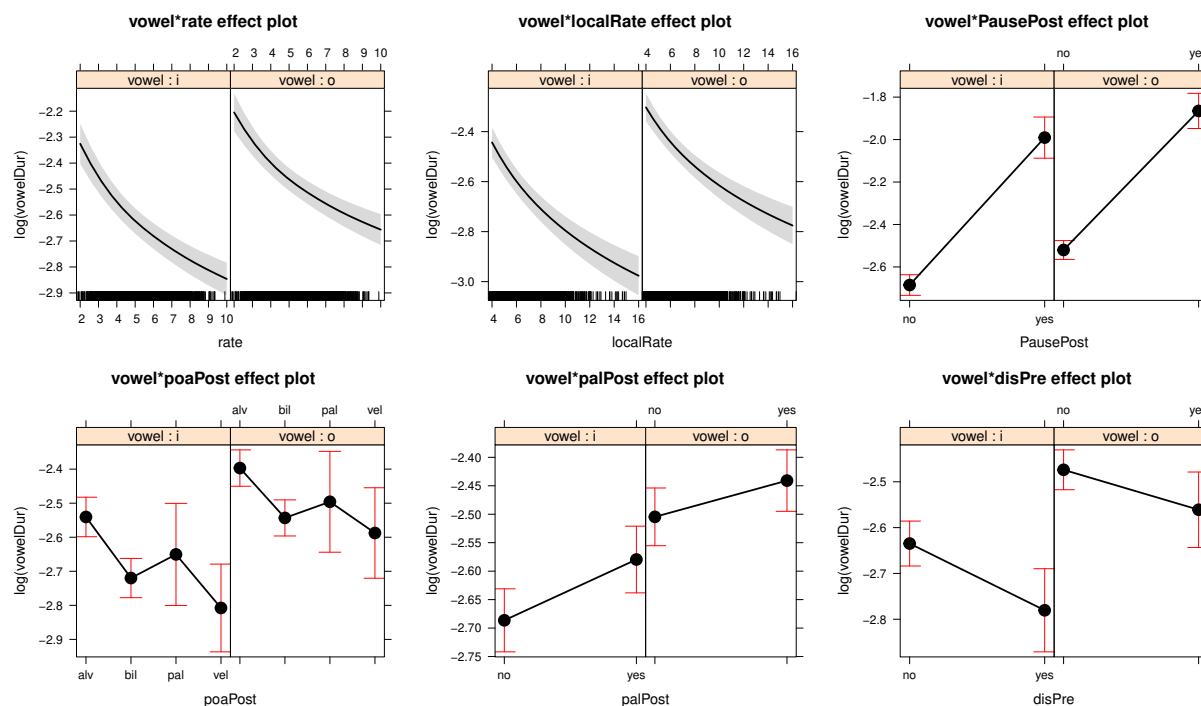 vowel*rate effect plot
2 3 4 5 6 7 8 9 10
vowel : i
vowel : o
log(vowelDur)
−2.2
−2.3
−2.4
−2.5
−2.6
−2.7
−2.8
−2.9
2 3 4 5 6 7 8 9 10
rate
vowel*localRate effect plot
4 6 8 10 12 14 16
vowel : i
vowel : o
log(vowelDur)
−2.4
−2.6
−2.8
−3.0
4 6 8 10 12 14 16
localRate
vowel*PausePost effect plot
no
vowel : i
vowel : o
log(vowelDur)
−1.8
−2.0
−2.2
−2.4
−2.6
no yes
PausePost
vowel*poaPost effect plot
alv bil pal vel
vowel : i
vowel : o
log(vowelDur)
−2.4
−2.5
−2.6
−2.7
−2.8
−2.9
alv bil pal vel
poaPost
vowel*palPost effect plot
no yes
vowel : i
vowel : o
log(vowelDur)
−2.40
−2.45
−2.50
−2.55
−2.60
−2.65
−2.70
−2.75
no yes
palPost
vowel*disPre effect plot
no
vowel : i
vowel : o
log(vowelDur)
−2.5
−2.6
−2.7
−2.8
no yes
disPre